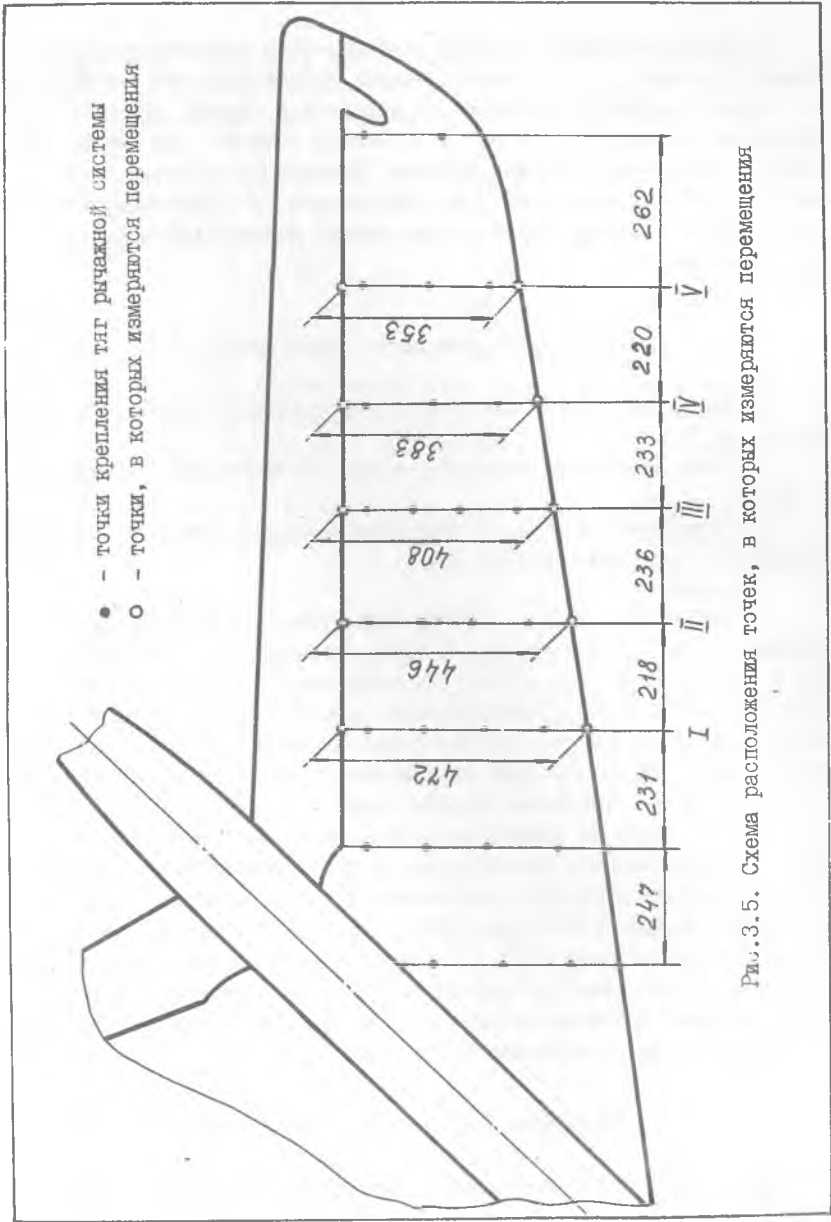 ● - точки крепления тяг рычажной системы
о - точки, в которых измеряются перемещения
472
446
408
383
353
247
231
218
236
233
220
262
I
II
III
IV
V
Рис.3.5. Схема расположения точек, в которых измеряются перемещения